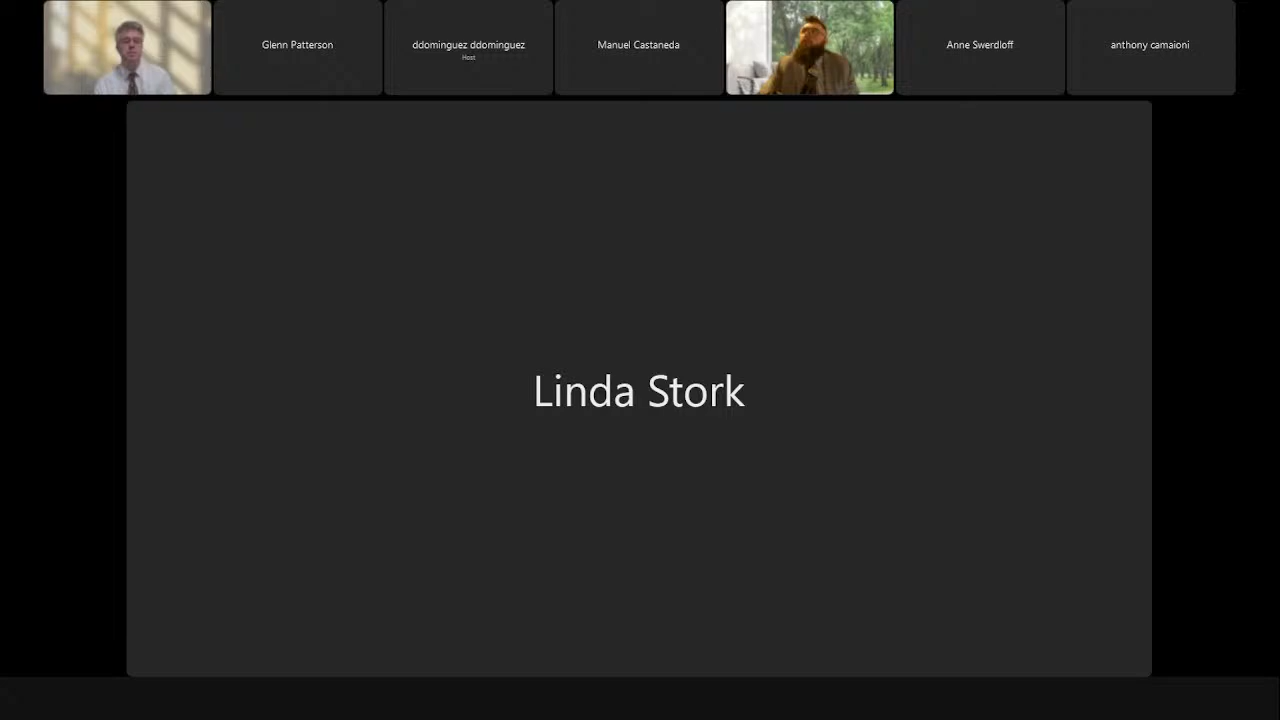 Glenn Patterson
ddominguez ddominguez
Host
Manuel Castaneda
Anne Swerdloff
anthony camaioni
Linda Stork